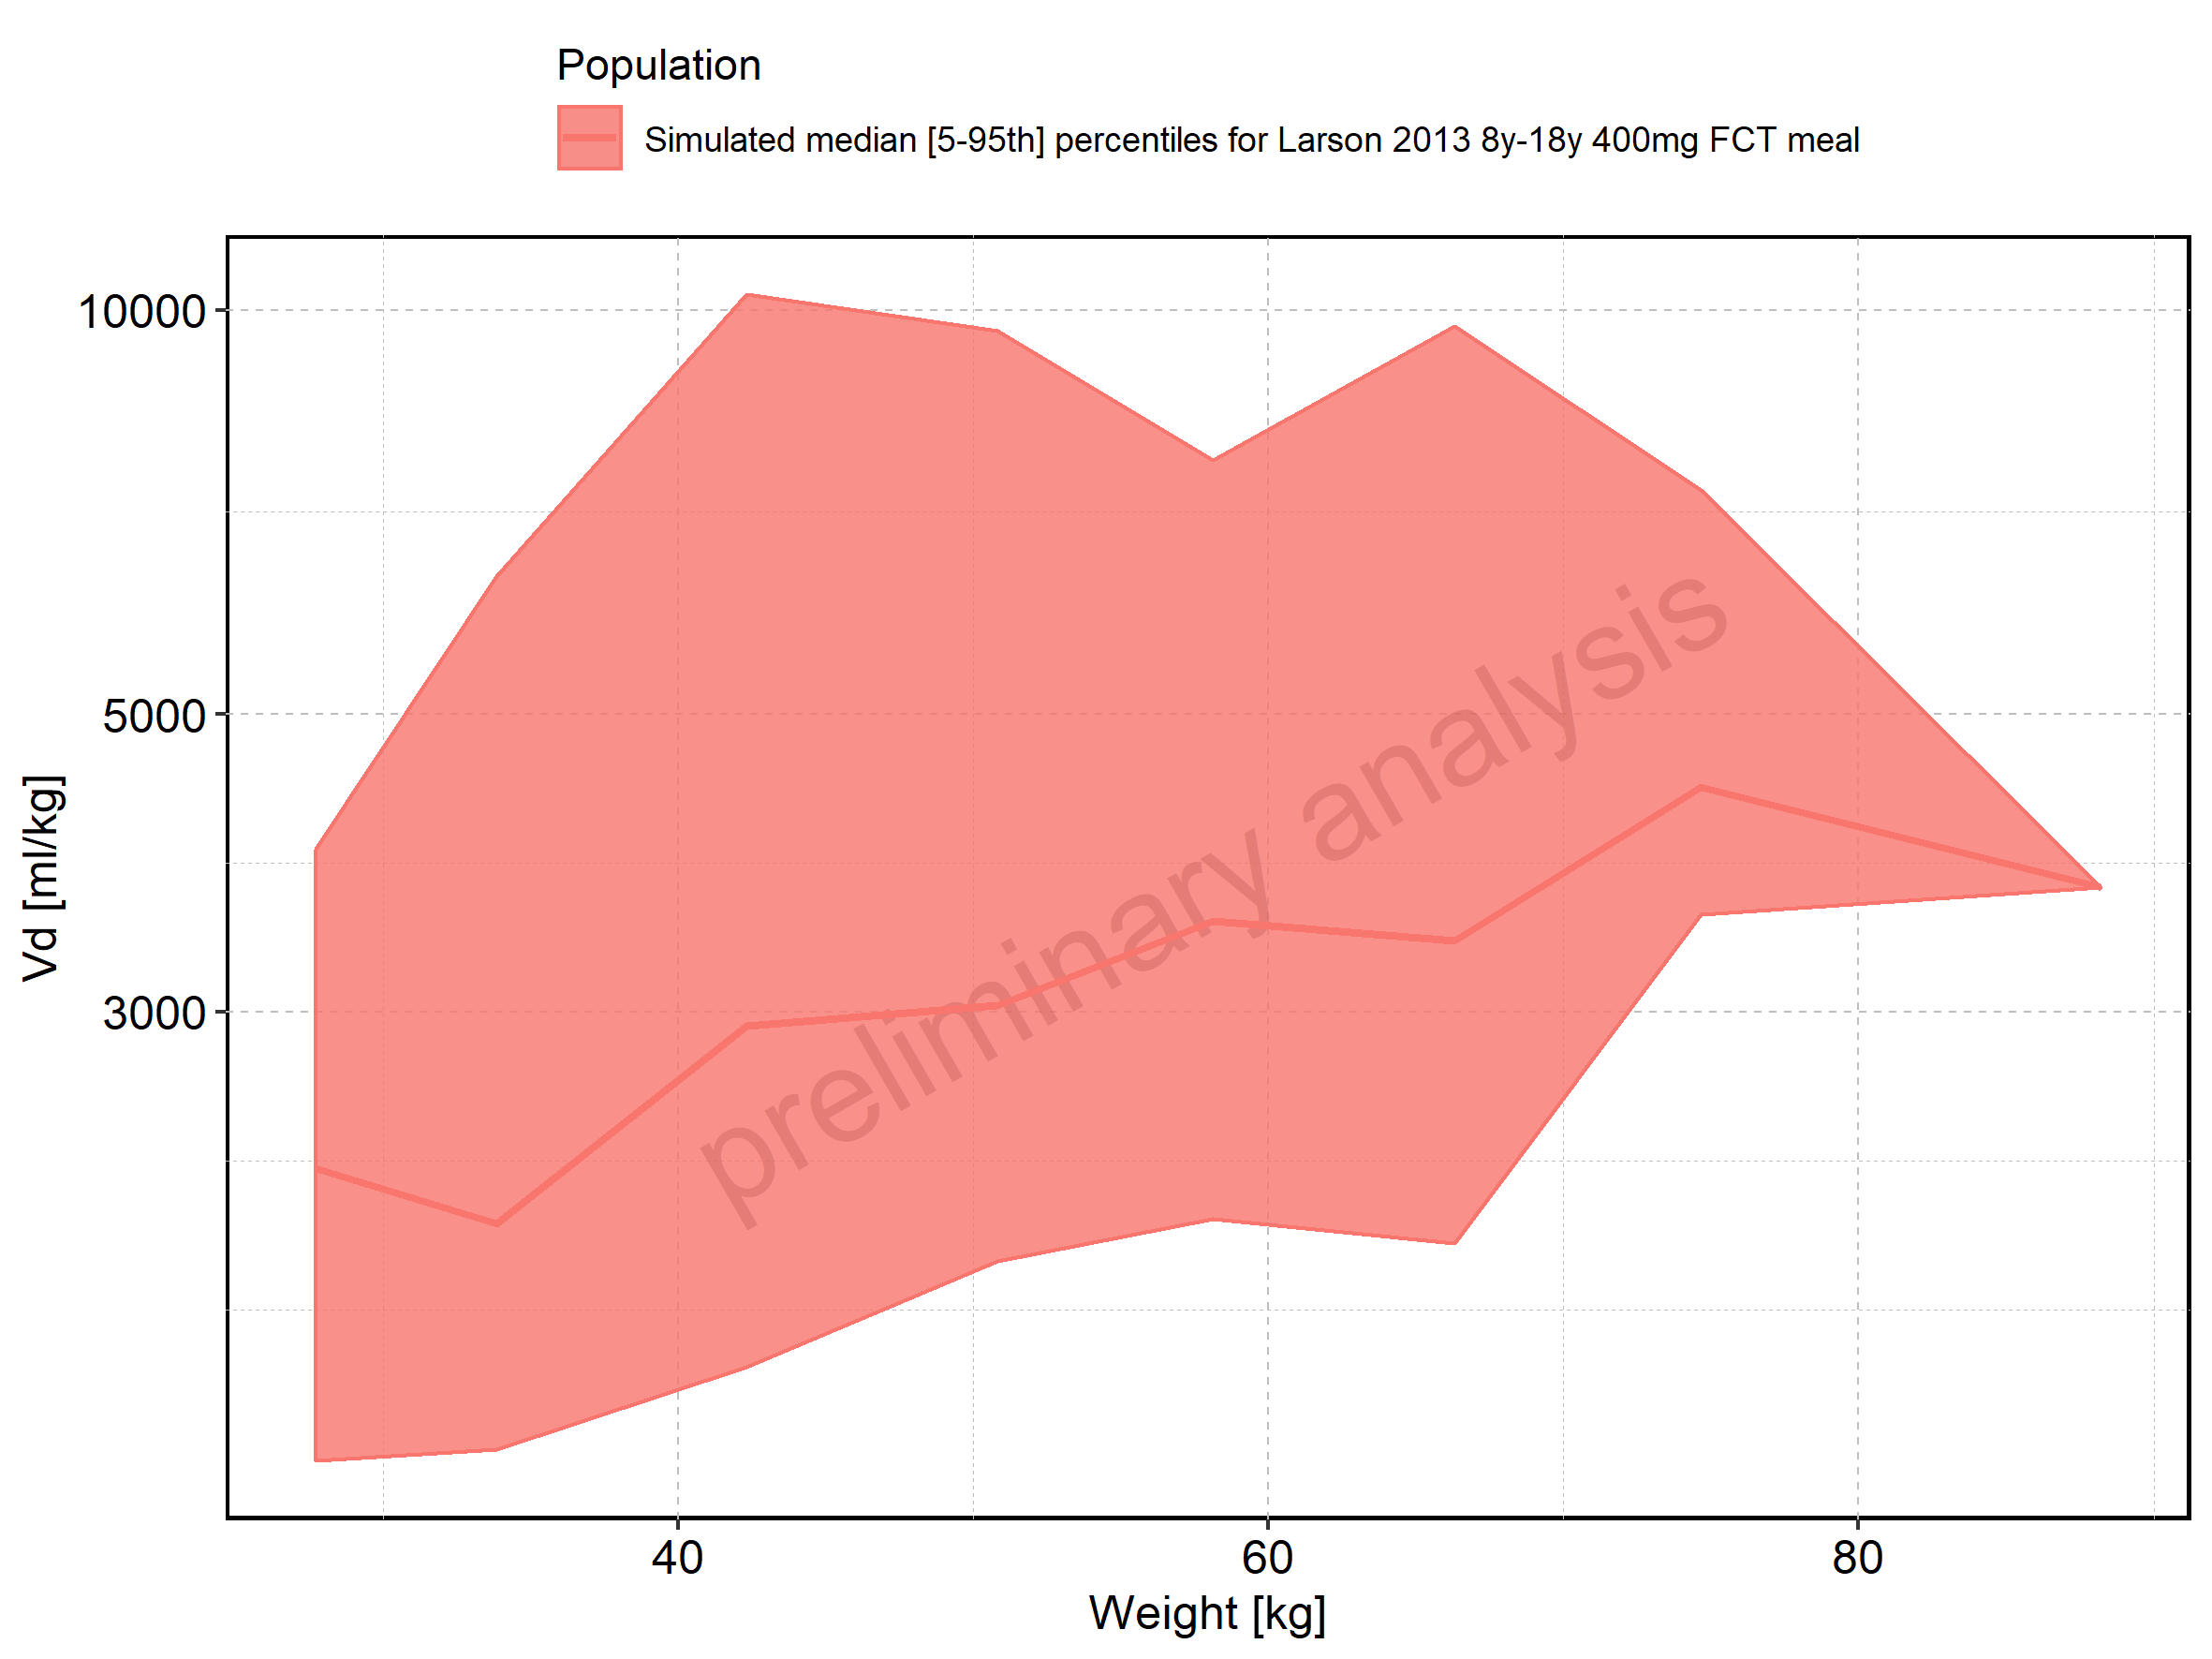 Population
Simulated median [5-95th] percentiles for Larson 2013 8y-18y 400mg FCT meal
10000
5000
3000
Vd [ml/kg]
preliminary analysis
40 60 80
Weight [kg]